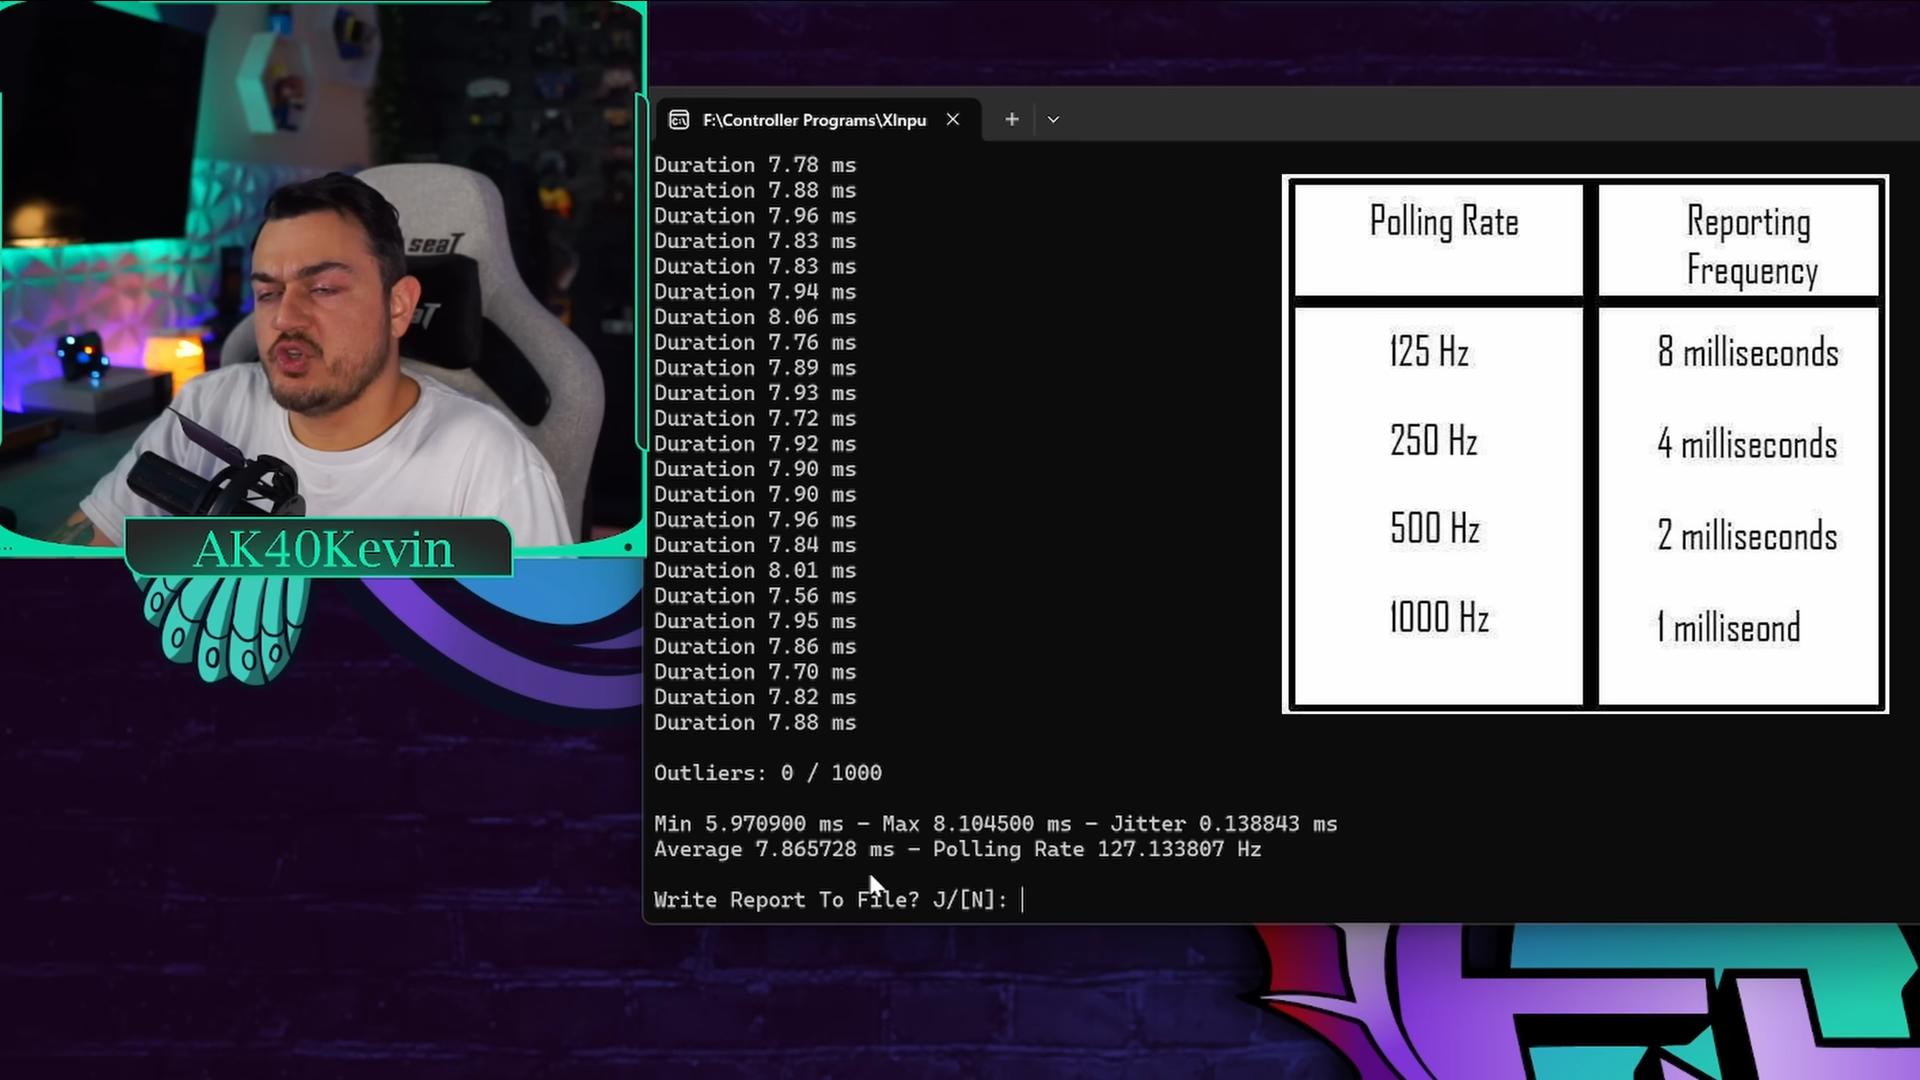 seaT
aT
AK40Kevin
F:\Controller Programs\XInpu
Duration 7.78 ms
Duration 7.88 ms
Duration 7.96 ms
Duration 7.83 ms
Duration 7.83 ms
Duration 7.94 ms
Duration 8.06 ms
Duration 7.76 ms
Duration 7.89 ms
Duration 7.93 ms
Duration 7.72 ms
Duration 7.92 ms
Duration 7.90 ms
Duration 7.90 ms
Duration 7.96 ms
Duration 7.84 ms
Duration 8.01 ms
Duration 7.56 ms
Duration 7.95 ms
Duration 7.86 ms
Duration 7.70 ms
Duration 7.82 ms
Duration 7.88 ms
Outliers: 0 / 1000
Min 5.970900 ms - Max 8.104500 ms - Jitter 0.138843 ms
Average 7.865728 ms - Polling Rate 127.133807 Hz
Write Report To File? J/[N]:
Polling Rate
Reporting
Frequency
125 Hz
8 milliseconds
250 Hz
4 milliseconds
500 Hz
2 milliseconds
1000 Hz
1 milliseond